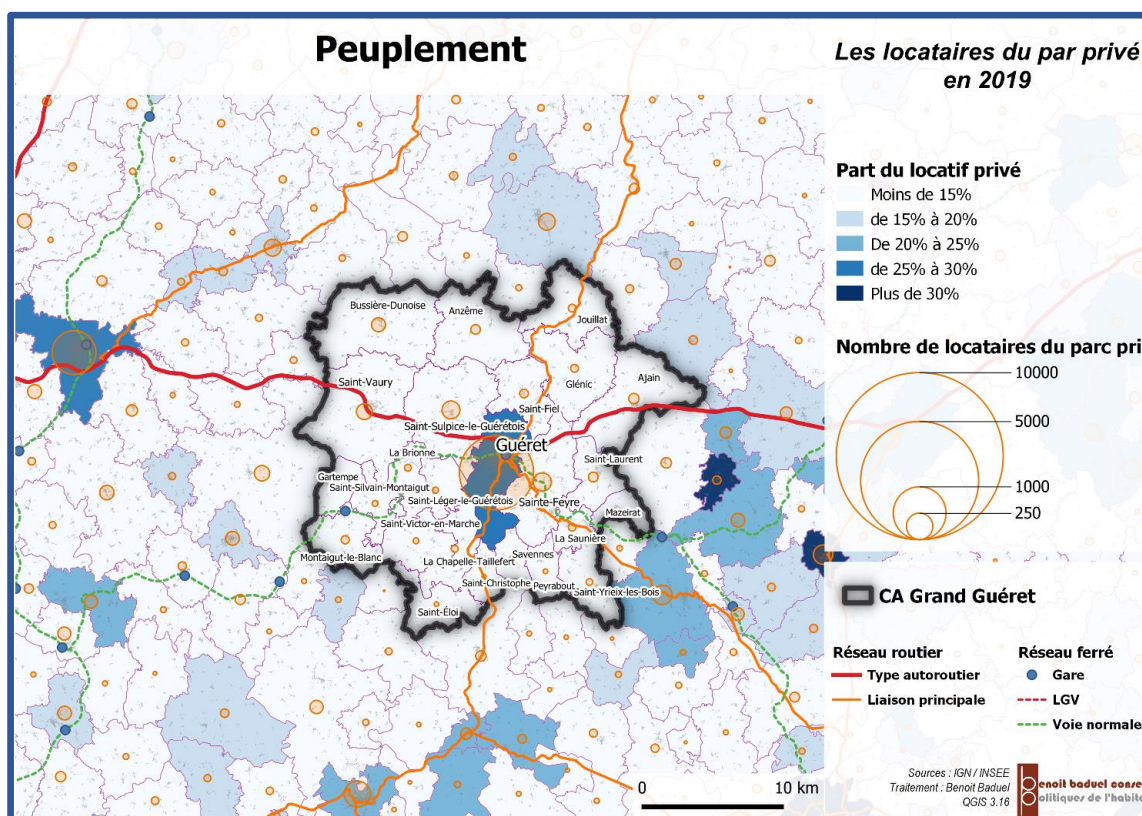 Peuplement
Les locataires du par privé
en 2019
Part du locatif privé
Moins de 15%
de 15% à 20%
De 20% à 25%
de 25% à 30%
Plus de 30%
Nombre de locataires du parc pri
10000
5000
1000
250
CA Grand Guéret
Réseau routier
Type autoroutier
Liaison principale
Réseau ferré
Gare
LGV
Voie normale
Bussière-Dunoise
Anzême
Jouillat
Saint-Vaury
Glénic
Ajain
Saint-Fiel
Saint-Sulpice-le-Guérétois
Guéret
La Brionne
Saint-Laurent
Gartempe
Saint-Silvain-Montaigut
Saint-Léger-le-Guérétois
Sainte-Feyre
Mazeirat
Saint-Victor-en-Marche
La Saunière
Montaigut-le-Blanc
La Chapelle-Taillefert
Savennes
Saint-Christophe
Peyrabout
Saint-Yrieix-les-Bois
Saint-Éloi
0
10 km
Sources : IGN / INSEE
Traitement : Benoit Baduel
QGIS 3.16
benoit baduel conse
politiques de l'habita